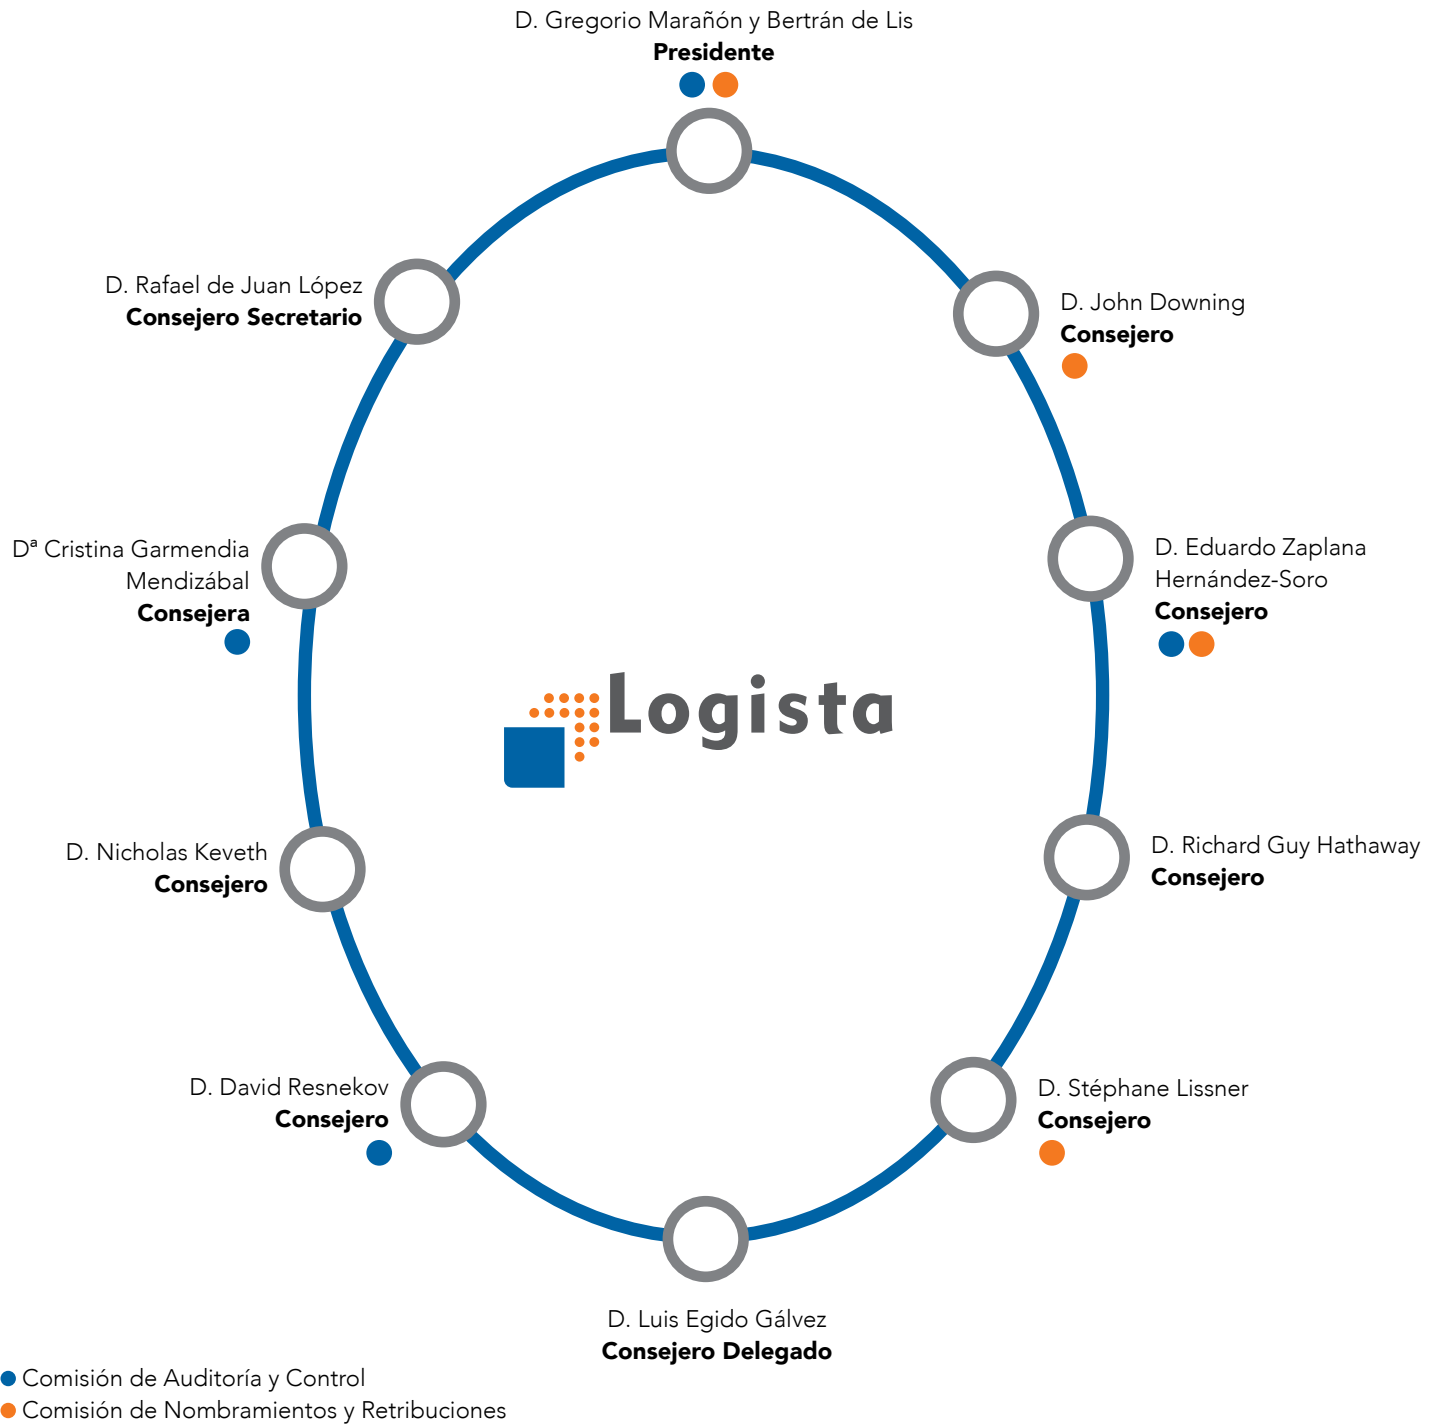 D. Gregorio Marañón y Bertrán de Lis
Presidente
D. Rafael de Juan López
Consejero Secretario
D. John Downing
Consejero
Dª Cristina Garmendia
Mendizábal
Consejera
D. Eduardo Zaplana
Hernández-Soro
Consejero
Logista
D. Nicholas Keveth
Consejero
D. Richard Guy Hathaway
Consejero
D. David Resnekov
Consejero
D. Stéphane Lissner
Consejero
D. Luis Egido Gálvez
Consejero Delegado
Comisión de Auditoría y Control
Comisión de Nombramientos y Retribuciones